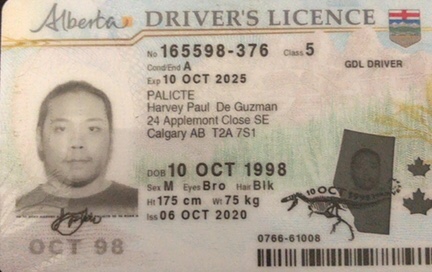 Alberta DRIVER'S LICENCE
No 165598-376 Class 5
Cond/End A GDL DRIVER
Exp 10 OCT 2025
PALICTE
Harvey Paul De Guzman
24 Applemont Close SE
Calgary AB T2A 7S1
DOB 10 OCT 1998
Sex M Eyes Bro Hair Blk
Ht 175 cm Wt 75 kg
Iss 06 OCT 2020
10 OCT 1998
OCT 98
0766-61008